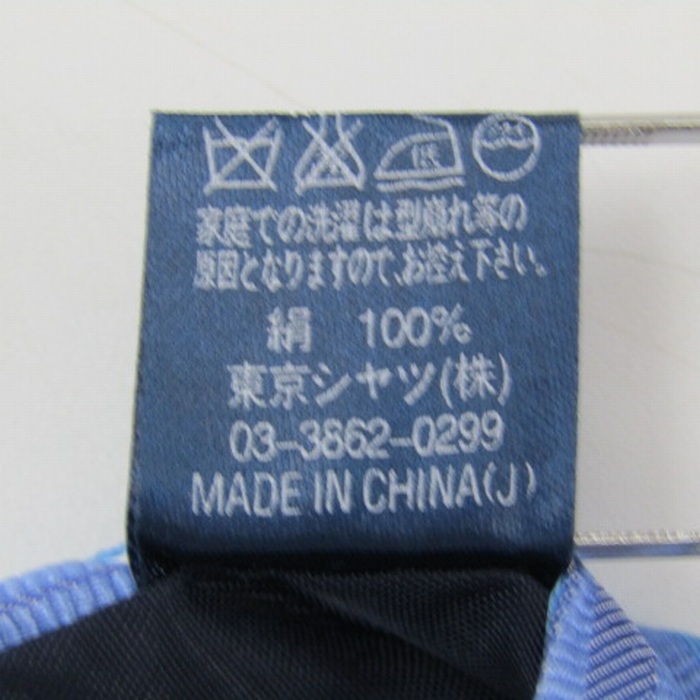 低
家庭での洗濯は型崩れ等の
原因となりますので、お控え下さい。
絹 100%
東京シャツ(株)
03-3862-0299
MADE IN CHINA(J)